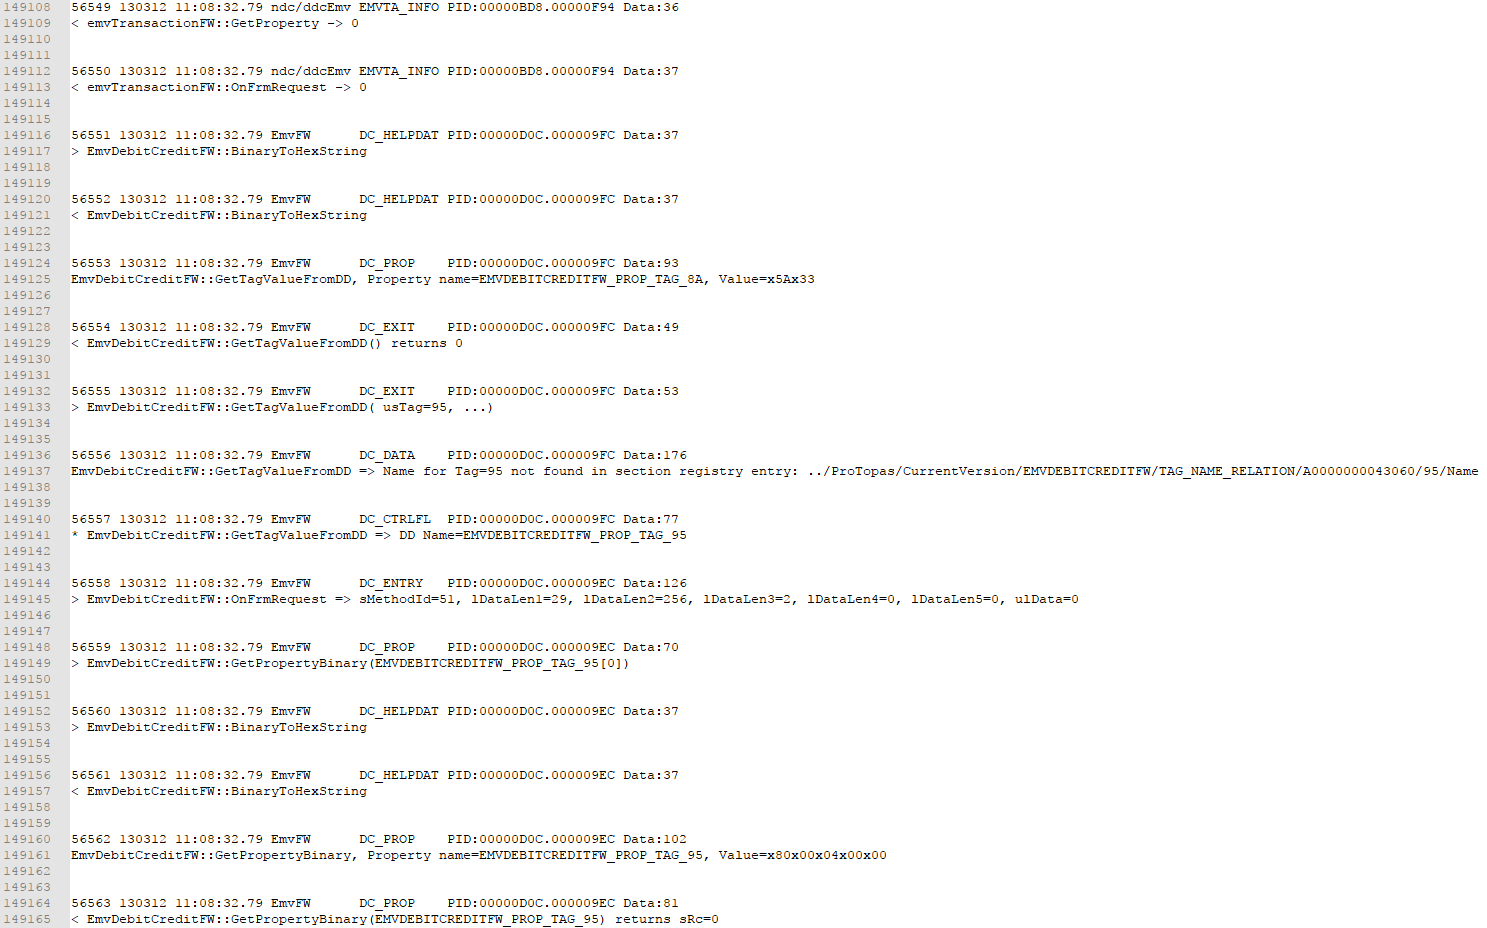 149108 56549 130312 11:08:32.79 ndc/ddcEmv EMVTA_INFO PID:00000BD8.00000F94 Data:36
149109 < emvTransactionFW::GetProperty -> 0
149110
149111
149112 56550 130312 11:08:32.79 ndc/ddcEmv EMVTA_INFO PID:00000BD8.00000F94 Data:37
149113 < emvTransactionFW::OnFrmRequest -> 0
149114
149115
149116 56551 130312 11:08:32.79 EmvFW      DC_HELPDAT PID:00000D0C.000009FC Data:37
149117 > EmvDebitCreditFW::BinaryToHexString
149118
149119
149120 56552 130312 11:08:32.79 EmvFW      DC_HELPDAT PID:00000D0C.000009FC Data:37
149121 < EmvDebitCreditFW::BinaryToHexString
149122
149123
149124 56553 130312 11:08:32.79 EmvFW      DC_PROP    PID:00000D0C.000009FC Data:93
149125 EmvDebitCreditFW::GetTagValueFromDD, Property name=EMVDEBITCREDITFW_PROP_TAG_8A, Value=x5Ax33
149126
149127
149128 56554 130312 11:08:32.79 EmvFW      DC_EXIT    PID:00000D0C.000009FC Data:49
149129 < EmvDebitCreditFW::GetTagValueFromDD() returns 0
149130
149131
149132 56555 130312 11:08:32.79 EmvFW      DC_EXIT    PID:00000D0C.000009FC Data:53
149133 > EmvDebitCreditFW::GetTagValueFromDD( usTag=95, ...)
149134
149135
149136 56556 130312 11:08:32.79 EmvFW      DC_DATA    PID:00000D0C.000009FC Data:176
149137 EmvDebitCreditFW::GetTagValueFromDD => Name for Tag=95 not found in section registry entry: ../ProTopas/CurrentVersion/EMVDEBITCREDITFW/TAG_NAME_RELATION/A0000000043060/95/Name
149138
149139
149140 56557 130312 11:08:32.79 EmvFW      DC_CTRLFL  PID:00000D0C.000009FC Data:77
149141 * EmvDebitCreditFW::GetTagValueFromDD => DD Name=EMVDEBITCREDITFW_PROP_TAG_95
149142
149143
149144 56558 130312 11:08:32.79 EmvFW      DC_ENTRY   PID:00000D0C.000009EC Data:126
149145 > EmvDebitCreditFW::OnFrmRequest => sMethodId=51, lDataLen1=29, lDataLen2=256, lDataLen3=2, lDataLen4=0, lDataLen5=0, ulData=0
149146
149147
149148 56559 130312 11:08:32.79 EmvFW      DC_PROP    PID:00000D0C.000009EC Data:70
149149 > EmvDebitCreditFW::GetPropertyBinary(EMVDEBITCREDITFW_PROP_TAG_95[0])
149150
149151
149152 56560 130312 11:08:32.79 EmvFW      DC_HELPDAT PID:00000D0C.000009EC Data:37
149153 > EmvDebitCreditFW::BinaryToHexString
149154
149155
149156 56561 130312 11:08:32.79 EmvFW      DC_HELPDAT PID:00000D0C.000009EC Data:37
149157 < EmvDebitCreditFW::BinaryToHexString
149158
149159
149160 56562 130312 11:08:32.79 EmvFW      DC_PROP    PID:00000D0C.000009EC Data:102
149161 EmvDebitCreditFW::GetPropertyBinary, Property name=EMVDEBITCREDITFW_PROP_TAG_95, Value=x80x00x04x00x00
149162
149163
149164 56563 130312 11:08:32.79 EmvFW      DC_PROP    PID:00000D0C.000009EC Data:81
149165 < EmvDebitCreditFW::GetPropertyBinary(EMVDEBITCREDITFW_PROP_TAG_95) returns sRc=0